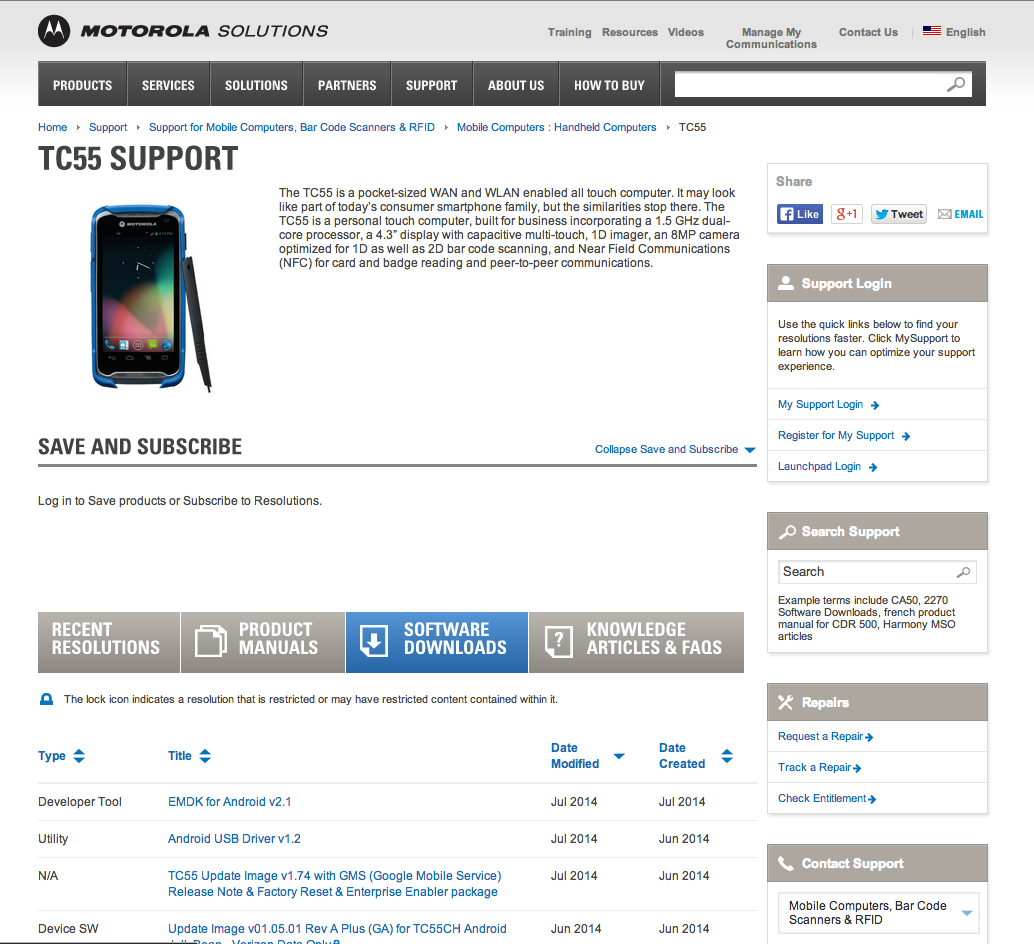 MOTOROLA SOLUTIONS
Training Resources Videos Manage My Communications Contact Us | English
PRODUCTS SERVICES SOLUTIONS PARTNERS SUPPORT ABOUT US HOW TO BUY
Home Support Support for Mobile Computers, Bar Code Scanners & RFID Mobile Computers : Handheld Computers TC55
TC55 SUPPORT
MOTOROLA
The TC55 is a pocket-sized WAN and WLAN enabled all touch computer. It may look
like part of today's consumer smartphone family, but the similarities stop there. The
TC55 is a personal touch computer, built for business incorporating a 1.5 GHz dual-
core processor, a 4.3” display with capacitive multi-touch, 1D imager, an 8MP camera
optimized for 1D as well as 2D bar code scanning, and Near Field Communications
(NFC) for card and badge reading and peer-to-peer communications.
Share
Like g+1 Tweet EMAIL
Support Login
Use the quick links below to find your
resolutions faster. Click MySupport to
learn how you can optimize your support
experience.
My Support Login
Register for My Support
Launchpad Login
SAVE AND SUBSCRIBE
Collapse Save and Subscribe
Log in to Save products or Subscribe to Resolutions.
Search Support
Search
Example terms include CA50, 2270
Software Downloads, french product
manual for CDR 500, Harmony MSO
articles
RECENT
RESOLUTIONS
PRODUCT
MANUALS
SOFTWARE
DOWNLOADS
KNOWLEDGE
ARTICLES & FAQS
The lock icon indicates a resolution that is restricted or may have restricted content contained within it.
Repairs
Request a Repair
Track a Repair
Check Entitlement
Type Title Date Modified Date Created
Developer Tool EMDK for Android v2.1 Jul 2014 Jul 2014
Utility Android USB Driver v1.2 Jul 2014 Jun 2014
N/A TC55 Update Image v1.74 with GMS (Google Mobile Service) Jul 2014 Jun 2014
Release Note & Factory Reset & Enterprise Enabler package
Device SW Update Image v01.05.01 Rev A Plus (GA) for TC55CH Android Jun 2014 Jun 2014
Contact Support
Mobile Computers, Bar Code
Scanners & RFID